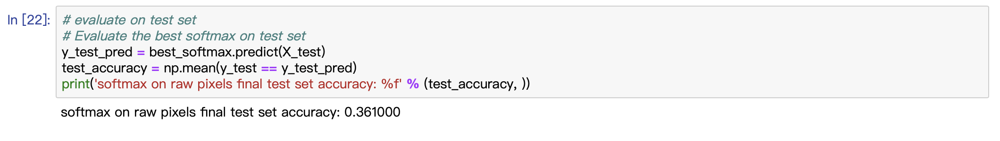 In [22]:
# evaluate on test set
# Evaluate the best softmax on test set
y_test_pred = best_softmax.predict(X_test)
test_accuracy = np.mean(y_test == y_test_pred)
print('softmax on raw pixels final test set accuracy: %f' % (test_accuracy, ))
softmax on raw pixels final test set accuracy: 0.361000